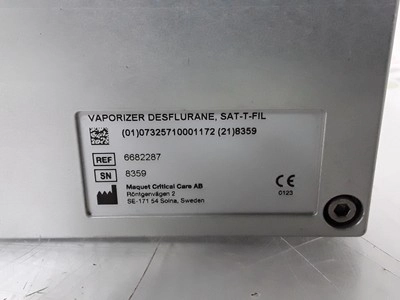 VAPORIZER DESFLURANE, SAT-T-FIL
(01)07325710001172 (21)8359
REF 6682287
SN 8359
Maquet Critical Care AB
Röntgenvägen 2
SE-171 54 Solna, Sweden
CE
0123